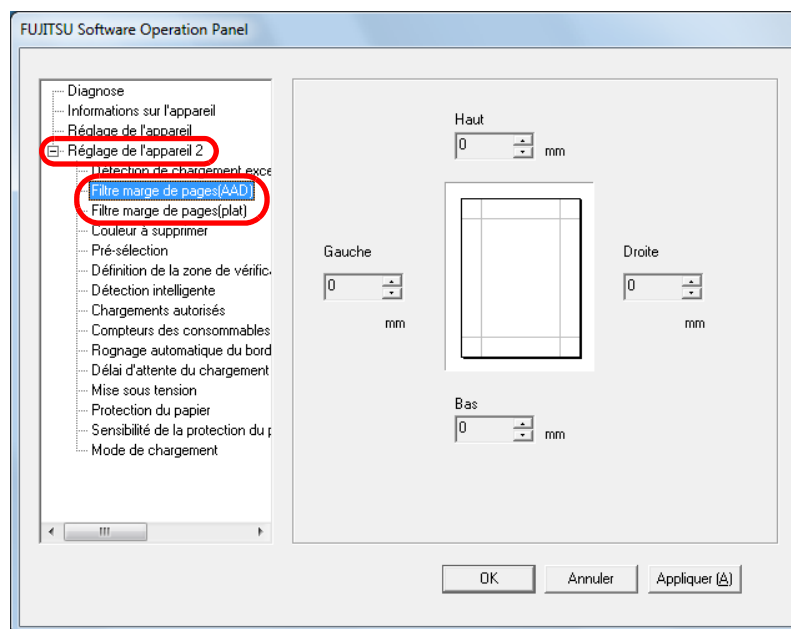 FUJITSU Software Operation Panel
Diagnose
Informations sur l'appareil
Réglage de l'appareil
Réglage de l'appareil 2
Détection de chargement exce
Filtre marge de pages(AAD)
Filtre marge de pages(plat)
Couleur à supprimer
Pré-sélection
Définition de la zone de vérific
Détection intelligente
Chargements autorisés
Compteurs des consommables
Rognage automatique du bord
Délai d'attente du chargement
Mise sous tension
Protection du papier
Sensibilité de la protection du p
Mode de chargement
Haut
0 mm
Gauche
0
mm
Droite
0
mm
Bas
0 mm
OK Annuler Appliquer (A)